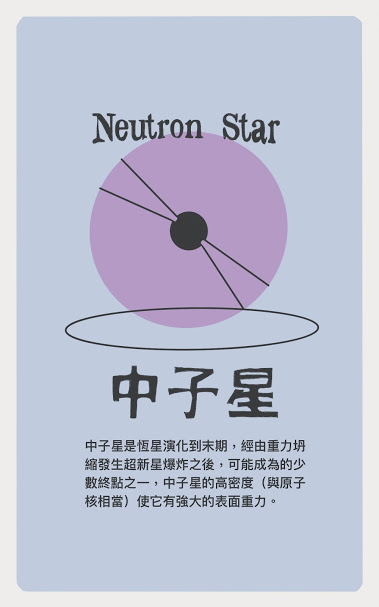 Neutron Star
中子星
中子星是恆星演化到末期，經由重力坍
縮發生超新星爆炸之後，可能成為的少
數終點之一，中子星的高密度（與原子
核相當）使它有強大的表面重力。